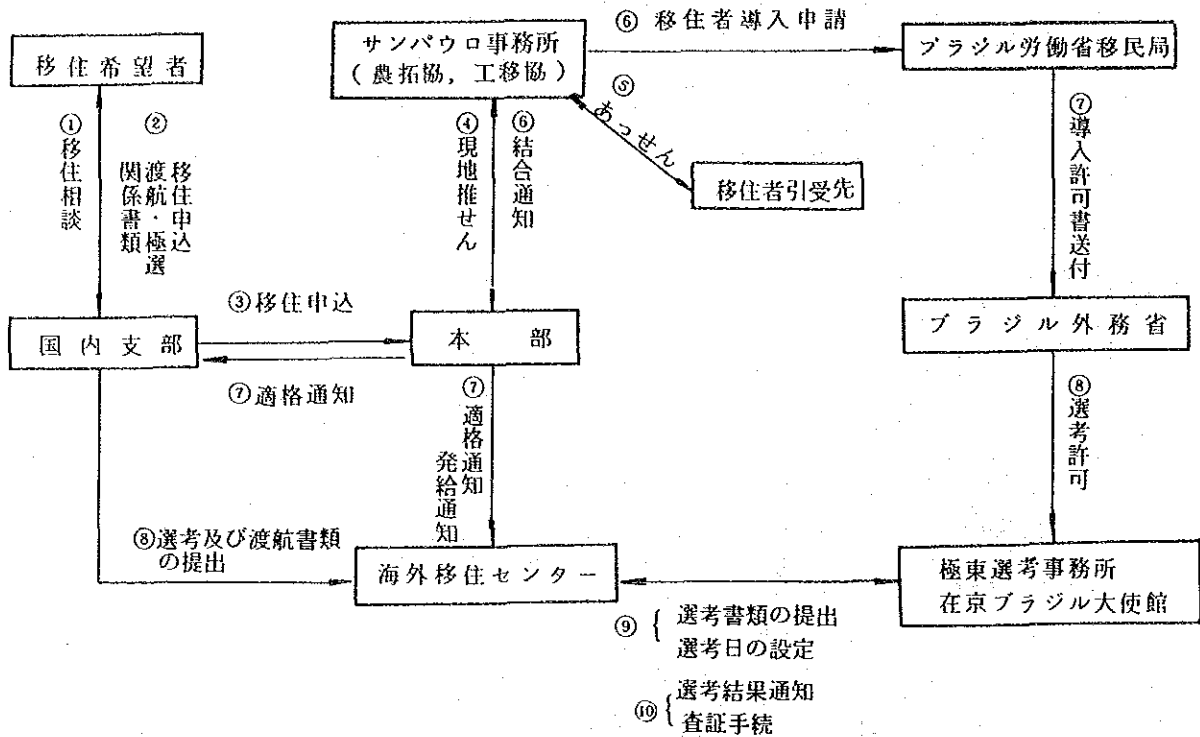 移住希望者
サンパウロ事務所
(農拓協,工移協)
⑥ 移住者導入申請
ブラジル労働省移民局
①移住相談
②移住申込
渡航・極選
関係書類
④現地推せん
⑥結合通知
⑤あっせん
移住者引受先
⑦導入許可書送付
国内支部
③移住申込
本部
⑦適格通知
ブラジル外務省
⑦適格通知
発給通知
⑧選考許可
⑧選考及び渡航書類
の提出
海外移住センター
極東選考事務所
在京ブラジル大使館
⑨{選考書類の提出
選考日の設定
⑩{選考結果通知
査証手続